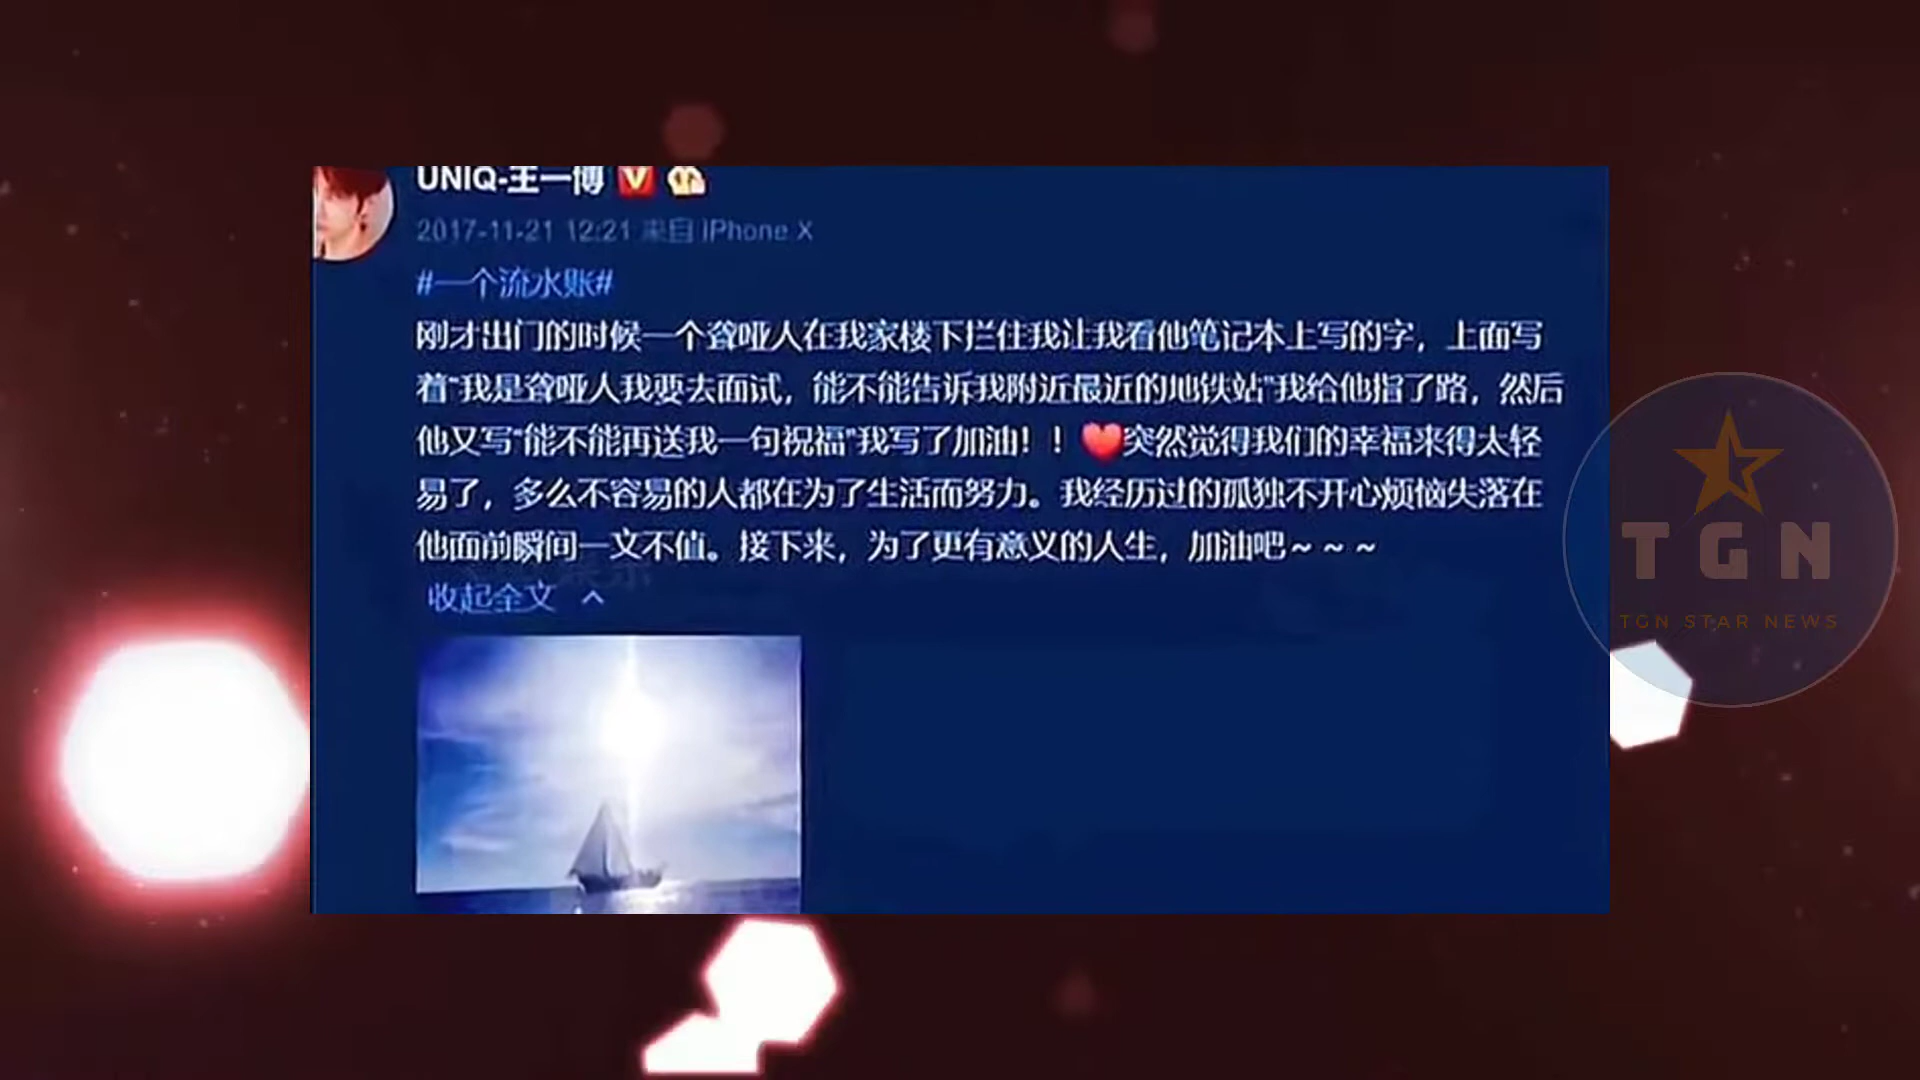 UNIQ-王一博
2017-11-21 12:21 来自 iPhone X
#一个流水账#
刚才出门的时候一个聋哑人在我家楼下拦住我让我看他笔记本上写的字，上面写
着“我是聋哑人我要去面试，能不能告诉我附近最近的地铁站”我给他指了路，然后
他又写“能不能再送我一句祝福”我写了加油！！❤️突然觉得我们的幸福来得太轻
易了，多么不容易的人都在为了生活而努力。我经历过的孤独不开心烦恼失落在
他面前瞬间一文不值。接下来，为了更有意义的人生，加油吧~~~
收起全文 ^
TGN
TGN STAR NEWS